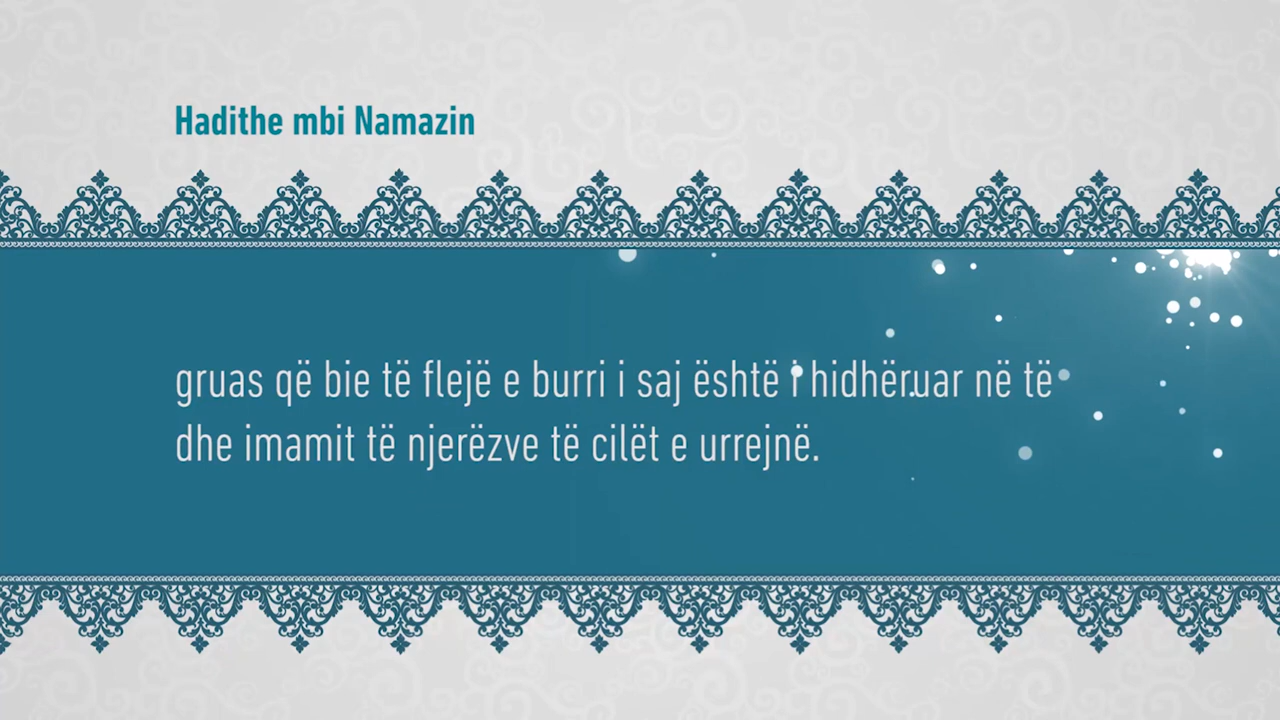 Hadithe mbi Namazin
gruas që bie të flejë e burri i saj është i hidhëruar në të
dhe imamit të njerëzve të cilët e urrejnë.